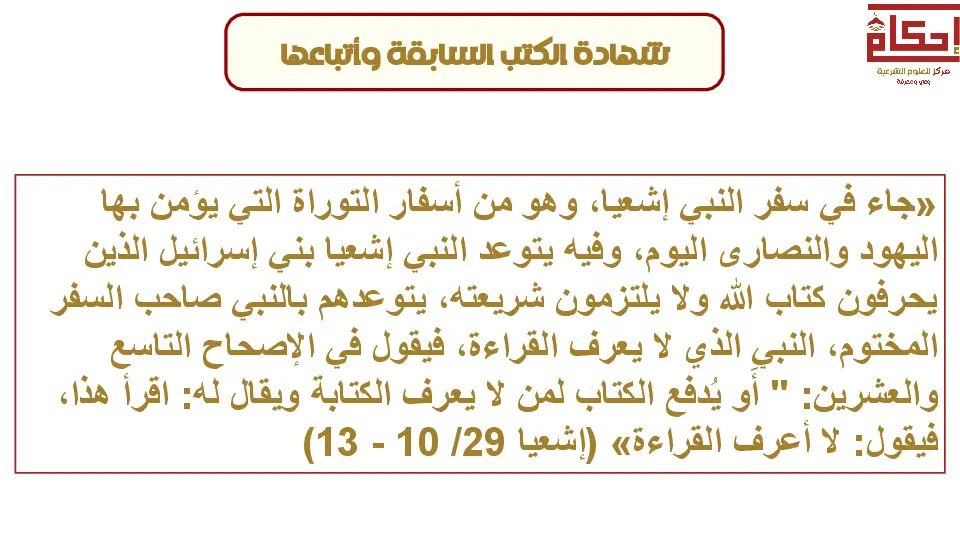 شهادة الكتب السابقة وأتباعها
إحكام
مركز للعلوم الشرعية
وعي ومعرفة
«جاء في سفر النبي إشعيا، وهو من أسفار التوراة التي يؤمن بها
اليهود والنصارى اليوم، وفيه يتوعد النبي إشعيا بني إسرائيل الذين
يحرفون كتاب الله ولا يلتزمون شريعته، يتوعدهم بالنبي صاحب السفر
المختوم، النبي الذي لا يعرف القراءة، فيقول في الإصحاح التاسع
والعشرين: " أَو يُدفع الكتاب لمن لا يعرف الكتابة ويقال له: اقرأ هذا،
فيقول: لا أعرف القراءة» (إشعيا 29/ 10 - 13)